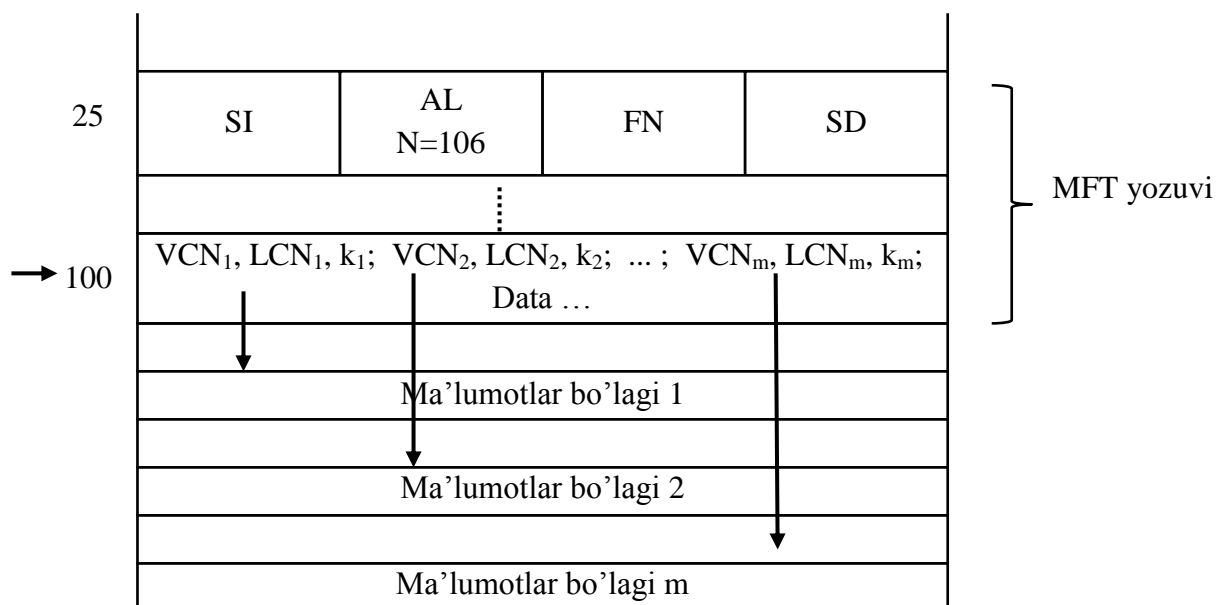 25 SI AL N=106 FN SD
MFT yozuvi
100 VCN₁, LCN₁, k₁; VCN₂, LCN₂, k₂; ... ; VCNₘ, LCNₘ, kₘ;
Data …
Ma’lumotlar bo’lagi 1
Ma’lumotlar bo’lagi 2
Ma’lumotlar bo’lagi m